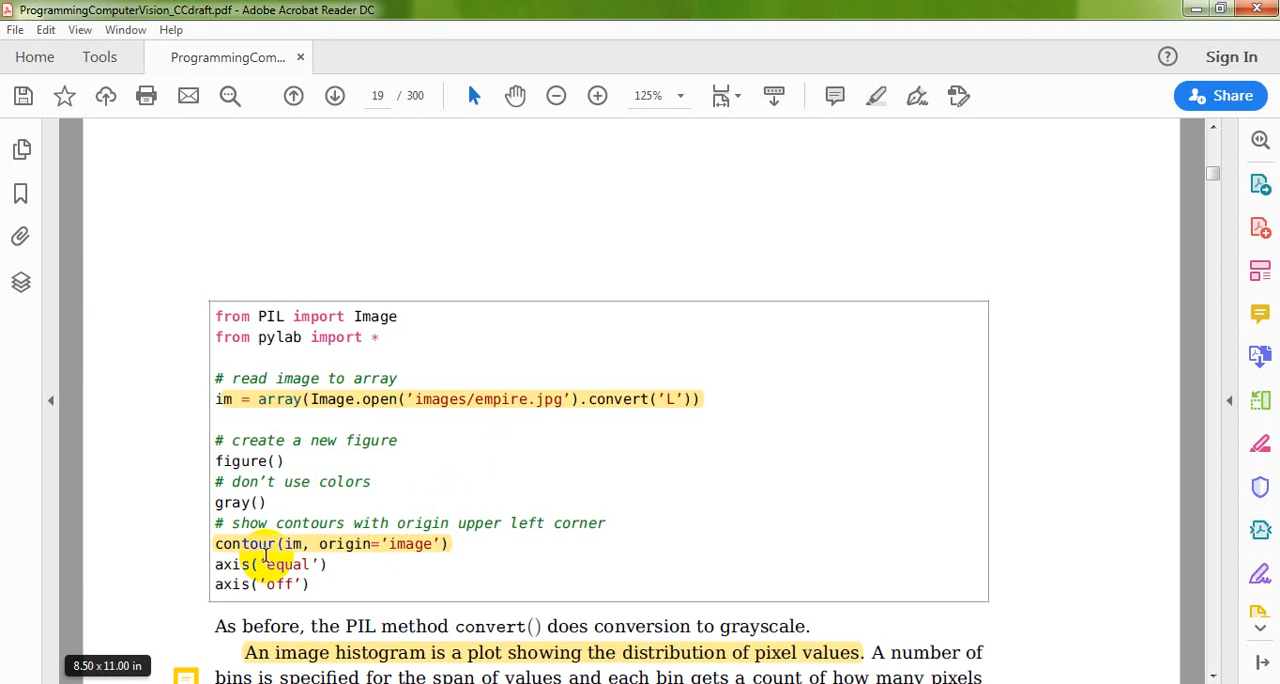 ProgrammingComputerVision_CCdraft.pdf - Adobe Acrobat Reader DC
File Edit View Window Help
Home Tools ProgrammingCom... × ? Sign In
19 / 300 125% Share
from PIL import Image
from pylab import *
# read image to array
im = array(Image.open(’images/empire.jpg’).convert(’L’))
# create a new figure
figure()
# don’t use colors
gray()
# show contours with origin upper left corner
contour(im, origin=’image’)
axis(’equal’)
axis(’off’)
As before, the PIL method convert() does conversion to grayscale.
An image histogram is a plot showing the distribution of pixel values. A number of
bins is specified for the span of values and each bin gets a count of how many pixels
8.50 x 11.00 in